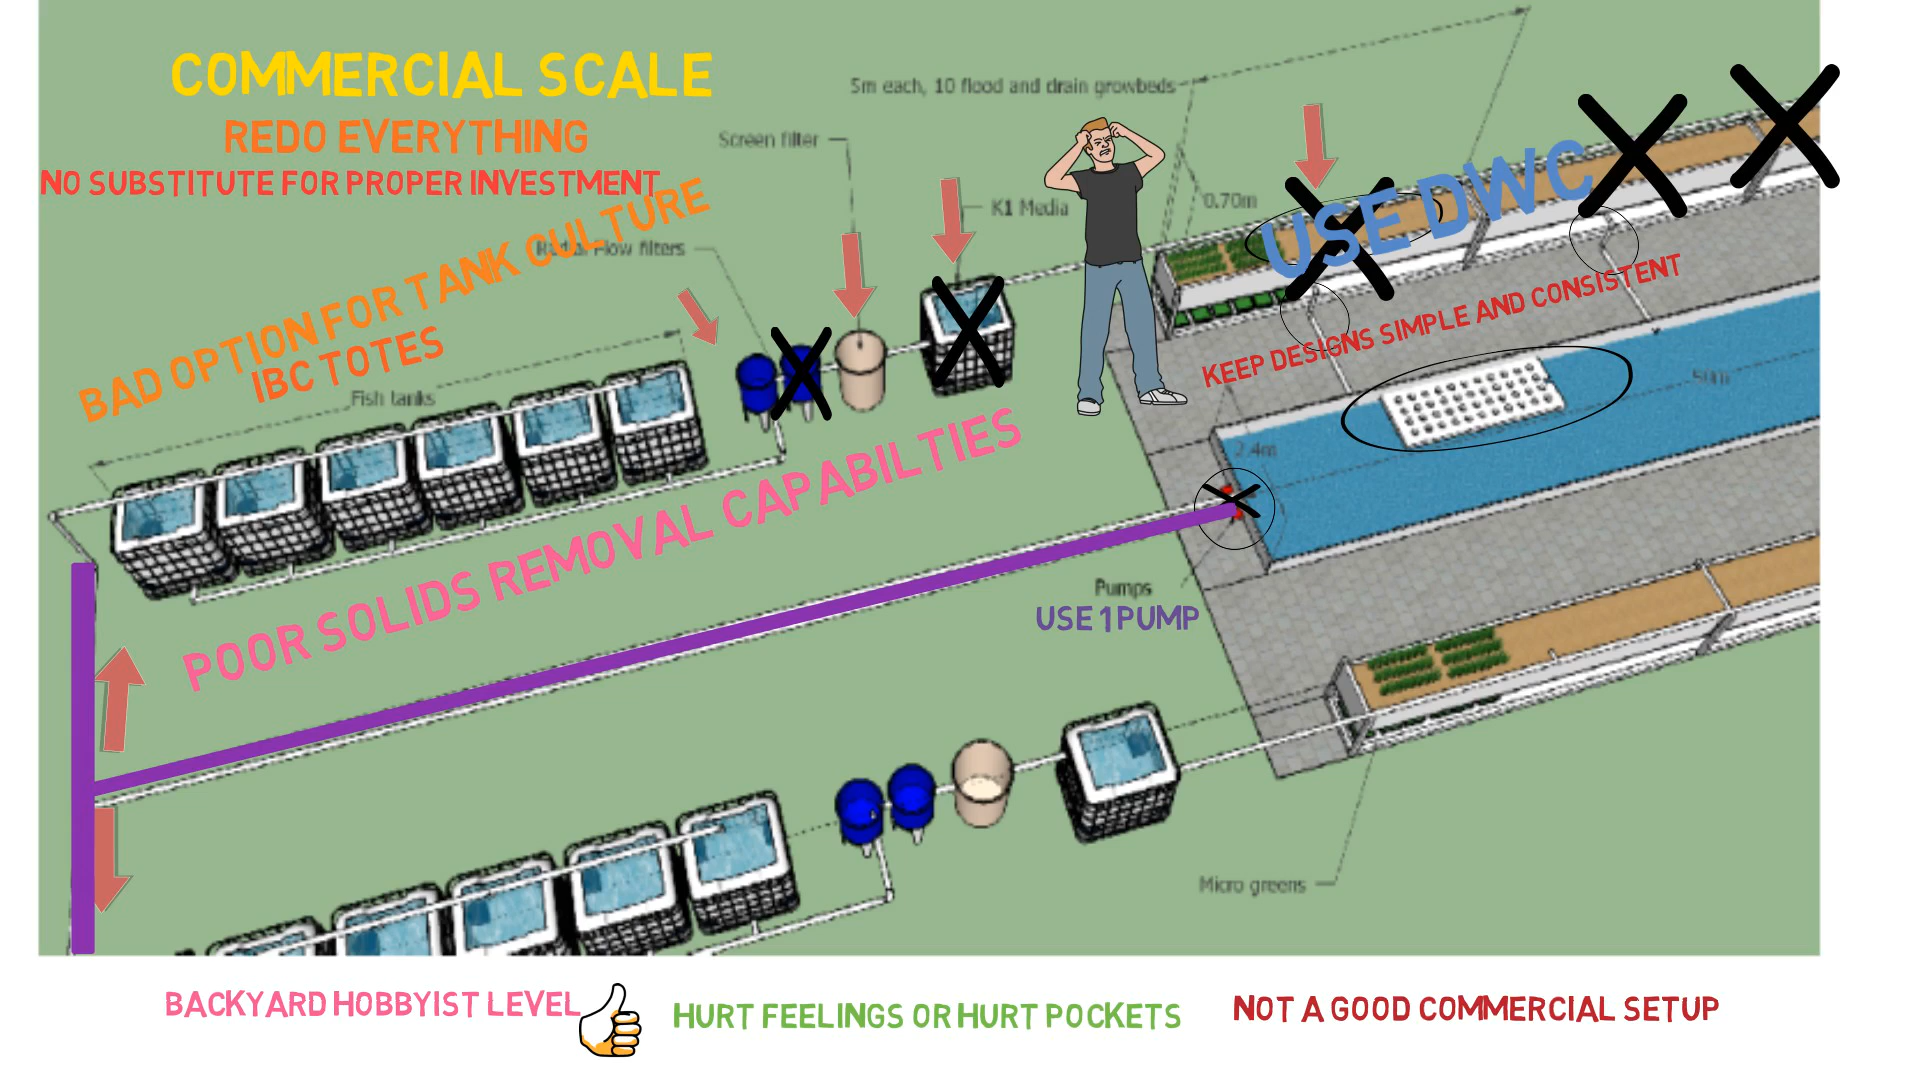 COMMERCIAL SCALE
REDO EVERYTHING
NO SUBSTITUTE FOR PROPER INVESTMENT
BAD OPTION FOR TANK CULTURE
IBC TOTES
Fish tanks
flow filters
Screen filter
K1 Media
5m each, 10 flood and drain growbeds
0.70m
USE DWC
KEEP DESIGNS SIMPLE AND CONSISTENT
50m
2.4m
POOR SOLIDS REMOVAL CAPABILTIES
Pumps
USE 1 PUMP
Micro greens
BACKYARD HOBBYIST LEVEL
HURT FEELINGS OR HURT POCKETS
NOT A GOOD COMMERCIAL SETUP